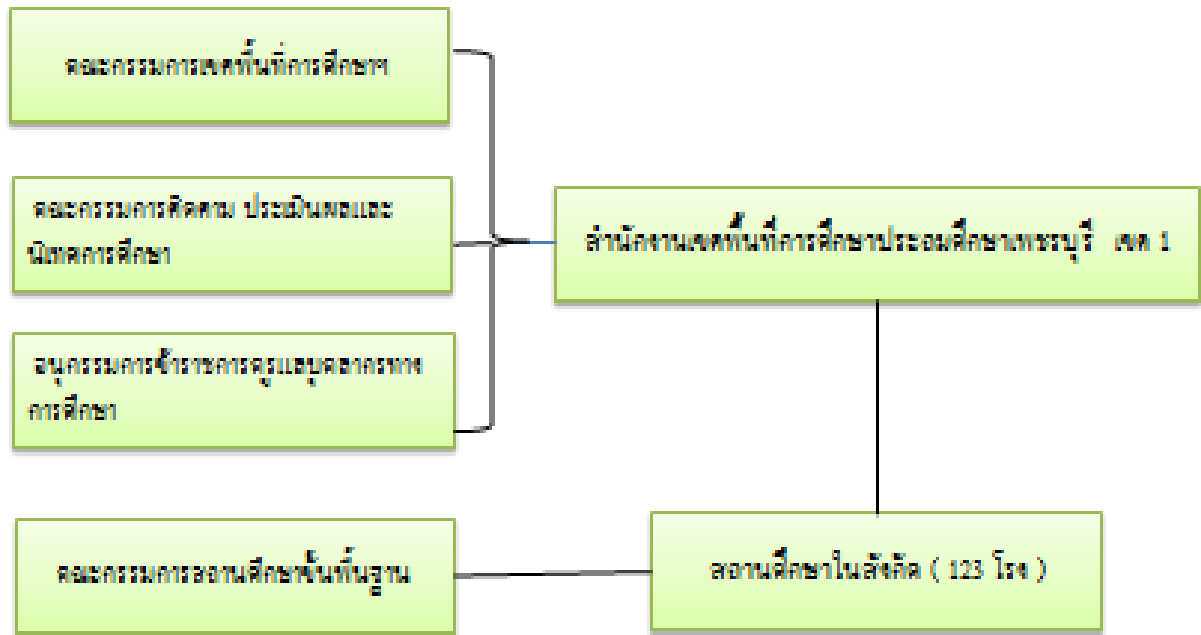 คณะกรรมการเขตพื้นที่การศึกษาฯ
คณะกรรมการติดตาม ประเมินผลและ
นิเทศการศึกษา
สำนักงานเขตพื้นที่การศึกษาประถมศึกษาเพชรบุรี เขต 1
อนุกรรมการข้าราชการครูและบุคลากรทาง
การศึกษา
คณะกรรมการสถานศึกษาขั้นพื้นฐาน
สถานศึกษาในสังกัด ( 123 โรง )